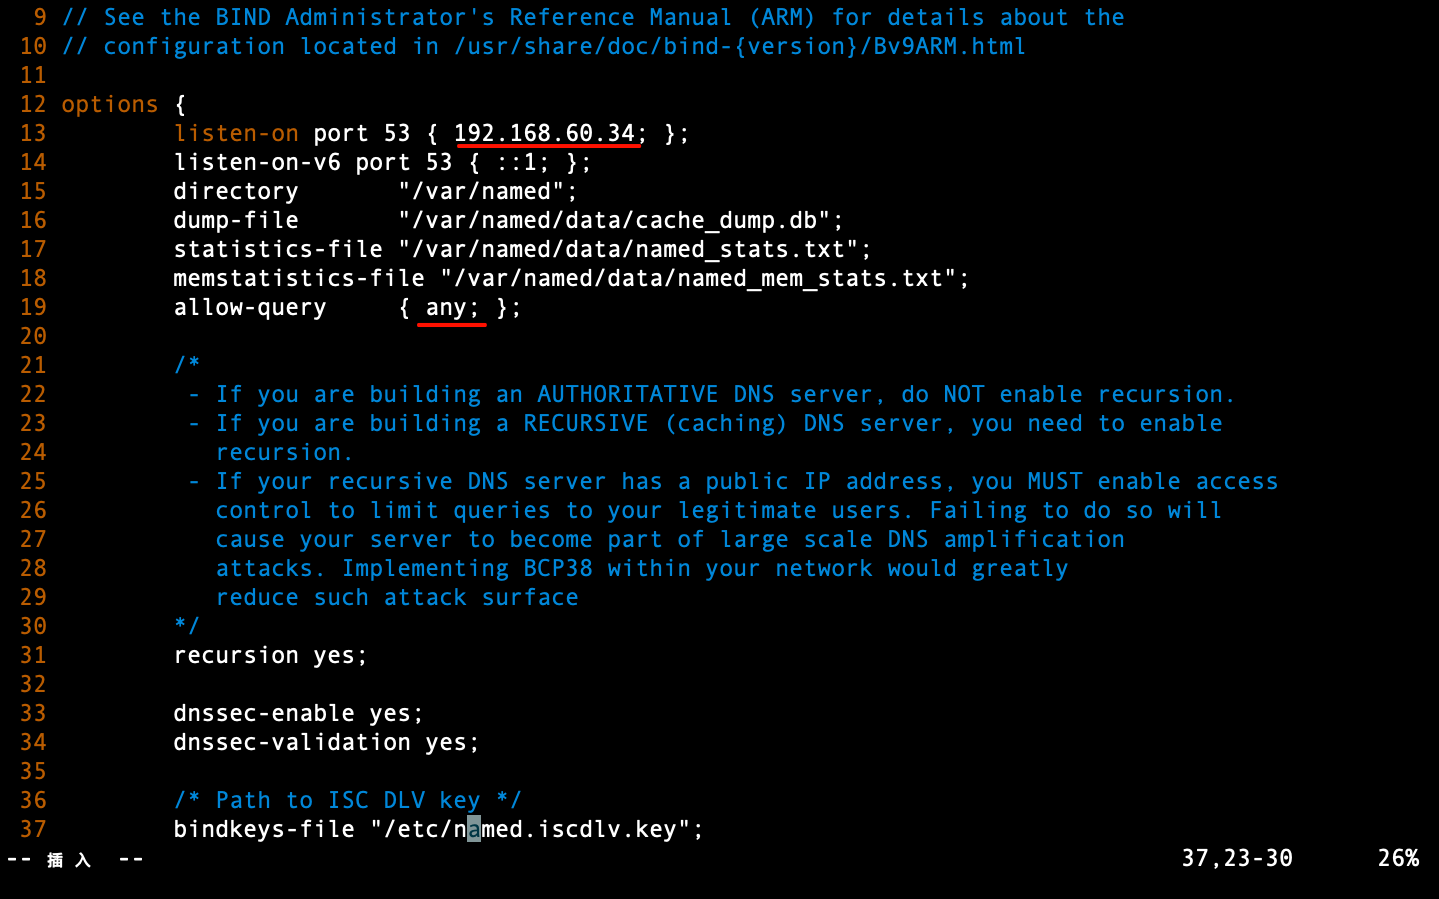 9 // See the BIND Administrator's Reference Manual (ARM) for details about the
10 // configuration located in /usr/share/doc/bind-{version}/Bv9ARM.html
11
12 options {
13         listen-on port 53 { 192.168.60.34; };
14         listen-on-v6 port 53 { ::1; };
15         directory       "/var/named";
16         dump-file       "/var/named/data/cache_dump.db";
17         statistics-file "/var/named/data/named_stats.txt";
18         memstatistics-file "/var/named/data/named_mem_stats.txt";
19         allow-query     { any; };
20
21         /*
22          - If you are building an AUTHORITATIVE DNS server, do NOT enable recursion.
23          - If you are building a RECURSIVE (caching) DNS server, you need to enable
24            recursion.
25          - If your recursive DNS server has a public IP address, you MUST enable access
26            control to limit queries to your legitimate users. Failing to do so will
27            cause your server to become part of large scale DNS amplification
28            attacks. Implementing BCP38 within your network would greatly
29            reduce such attack surface
30         */
31         recursion yes;
32
33         dnssec-enable yes;
34         dnssec-validation yes;
35
36         /* Path to ISC DLV key */
37         bindkeys-file "/etc/named.iscdlv.key";
-- 插入 -- 37,23-30 26%